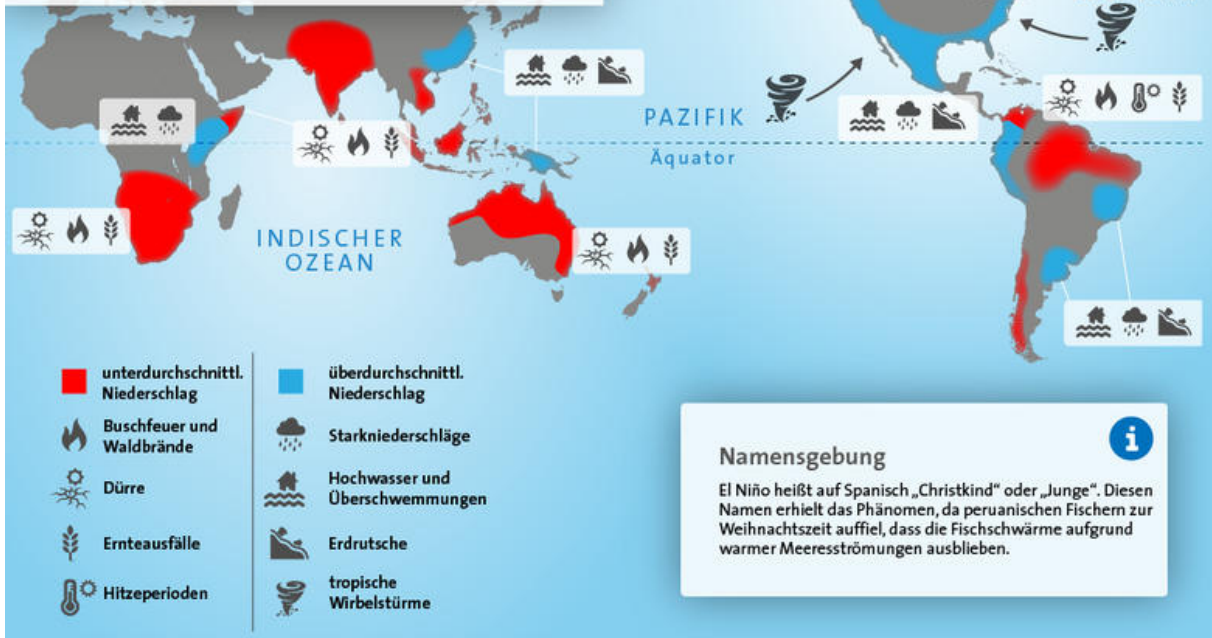 PAZIFIK
Äquator
INDISCHER
OZEAN
unterdurchschnittl.
Niederschlag
Buschfeuer und
Waldbrände
Dürre
Ernteausfälle
Hitzeperioden
überdurchschnittl.
Niederschlag
Starkniederschläge
Hochwasser und
Überschwemmungen
Erdrutsche
tropische
Wirbelstürme
i
Namensgebung
El Niño heißt auf Spanisch „Christkind“ oder „Junge“. Diesen
Namen erhielt das Phänomen, da peruanischen Fischern zur
Weihnachtszeit auffiel, dass die Fischschwärme aufgrund
warmer Meeresströmungen ausblieben.